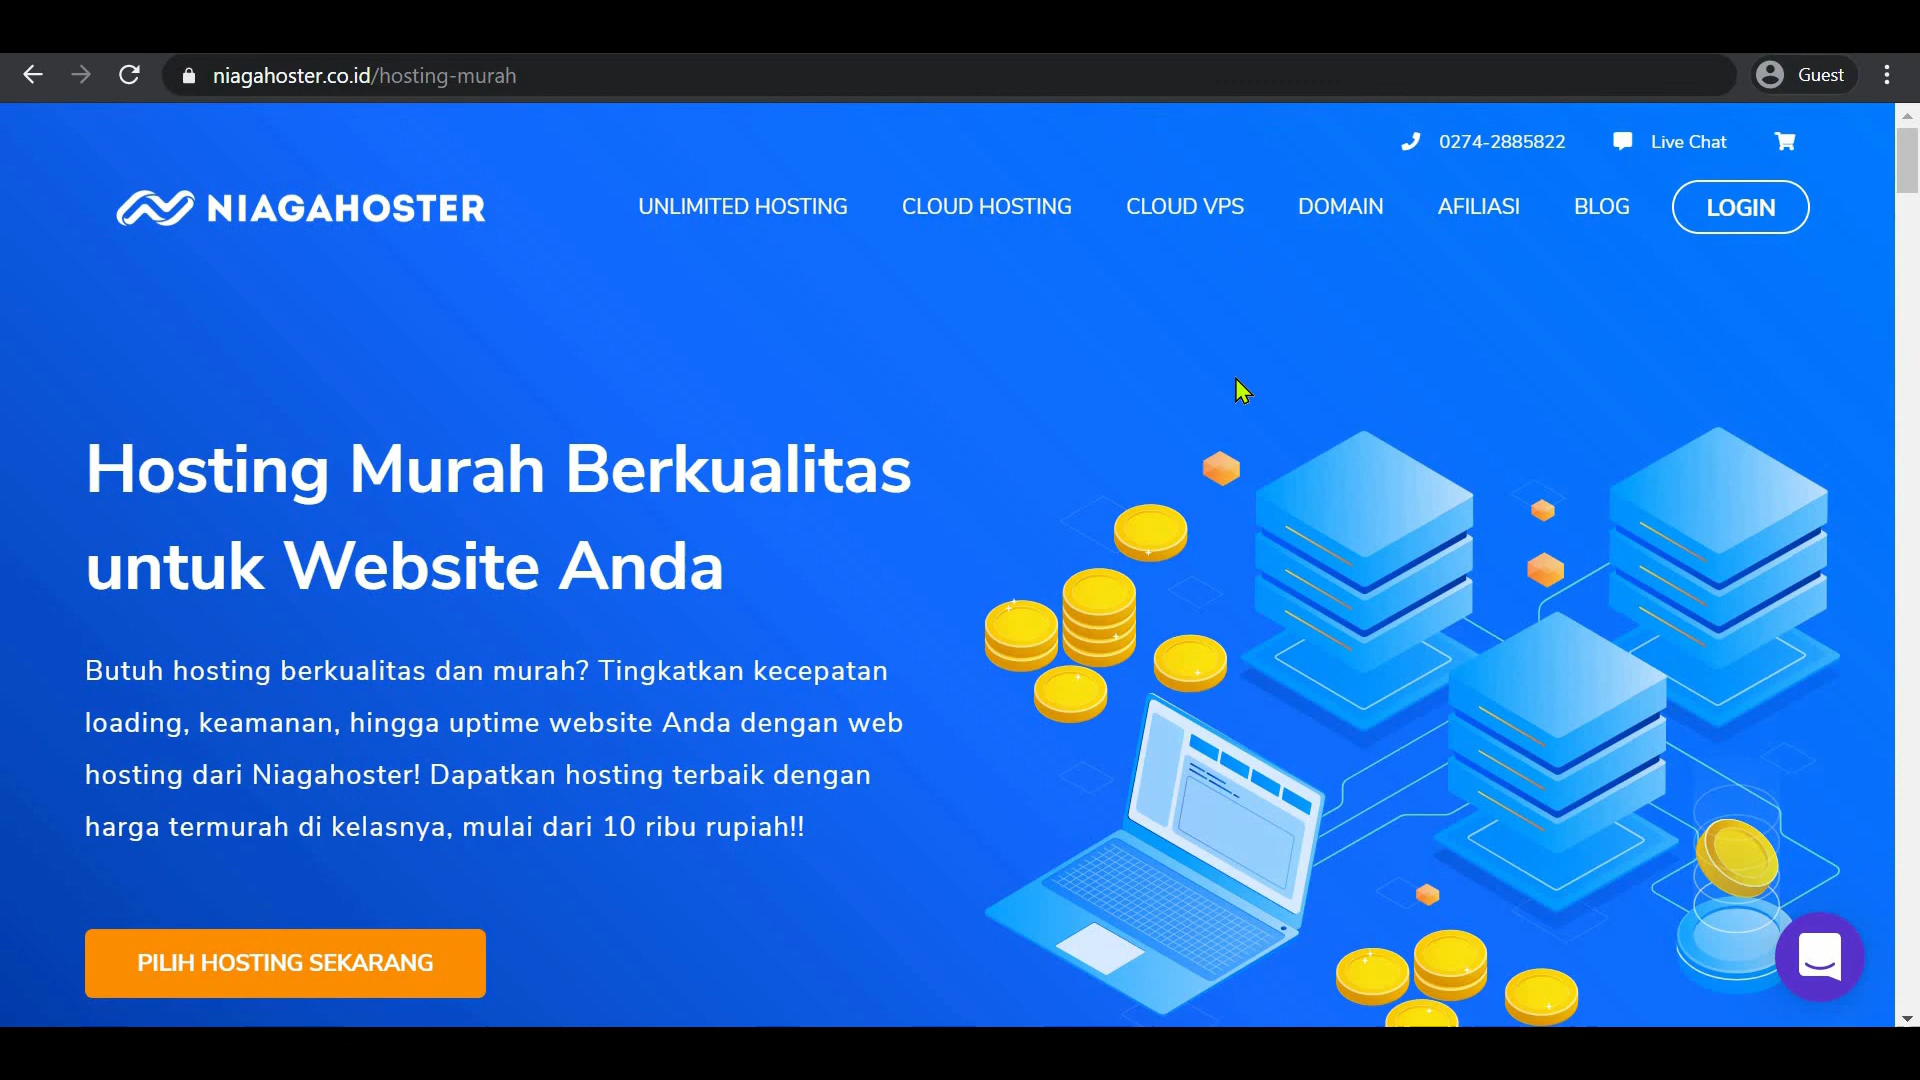 niagahoster.co.id/hosting-murah
Guest
0274-2885822
Live Chat
NIAGAHOSTER
UNLIMITED HOSTING
CLOUD HOSTING
CLOUD VPS
DOMAIN
AFILIASI
BLOG
LOGIN
Hosting Murah Berkualitas
untuk Website Anda
Butuh hosting berkualitas dan murah? Tingkatkan kecepatan
loading, keamanan, hingga uptime website Anda dengan web
hosting dari Niagahoster! Dapatkan hosting terbaik dengan
harga termurah di kelasnya, mulai dari 10 ribu rupiah!!
PILIH HOSTING SEKARANG